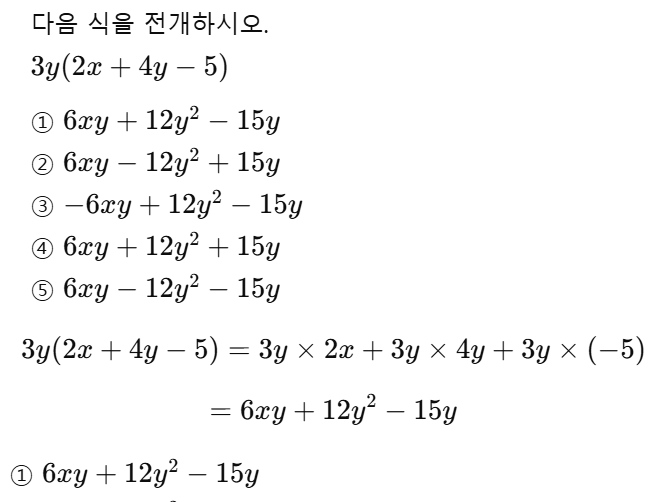 다음 식을 전개하시오.
3y(2x + 4y − 5)
① 6xy + 12y² − 15y
② 6xy − 12y² + 15y
③ −6xy + 12y² − 15y
④ 6xy + 12y² + 15y
⑤ 6xy − 12y² − 15y
3y(2x + 4y − 5) = 3y × 2x + 3y × 4y + 3y × (−5)
= 6xy + 12y² − 15y
① 6xy + 12y² − 15y